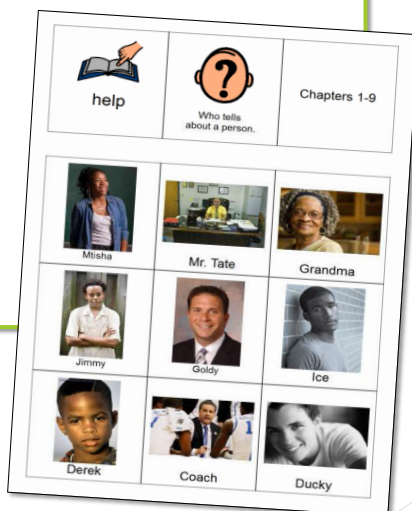 help
Who tells
about a person.
Chapters 1-9
Mtisha
Mr. Tate
Grandma
Jimmy
Goldy
Ice
Derek
Coach
Ducky